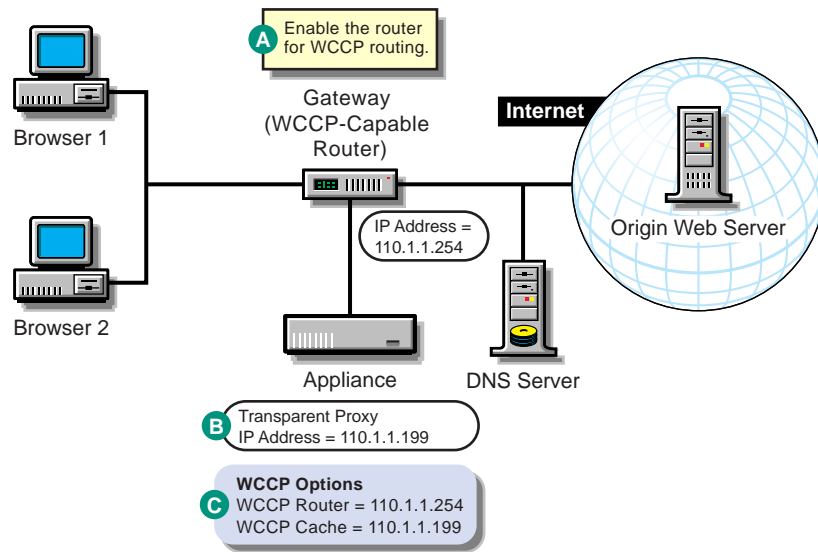 A
Enable the router
for WCCP routing.
Gateway
(WCCP-Capable
Router)
Internet
Browser 1
Origin Web Server
IP Address =
110.1.1.254
Browser 2
Appliance
DNS Server
B
Transparent Proxy
IP Address = 110.1.1.199
C
WCCP Options
WCCP Router = 110.1.1.254
WCCP Cache = 110.1.1.199